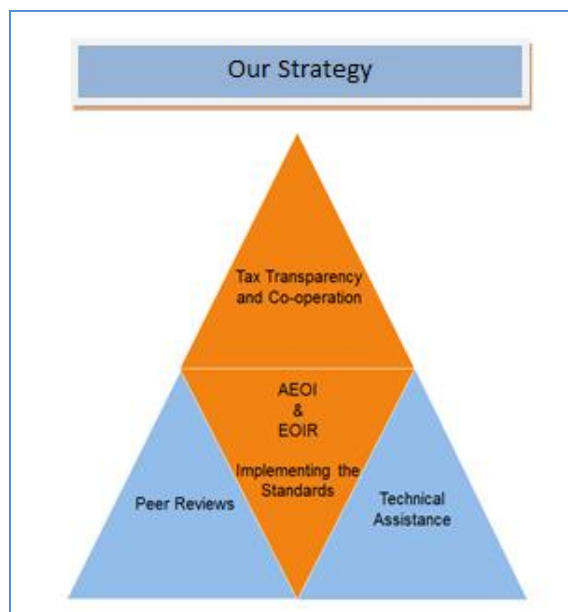 Our Strategy
Tax Transparency
and Co-operation
AEOI
&
EOIR
Implementing the
Standards
Peer Reviews
Technical
Assistance